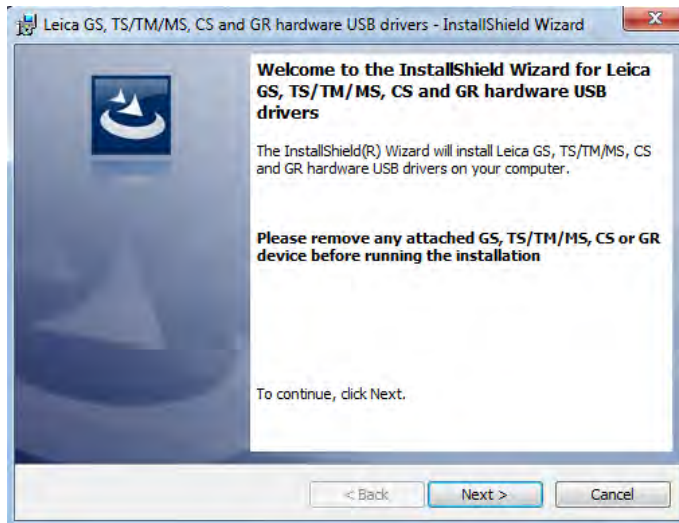 Leica GS, TS/TM/MS, CS and GR hardware USB drivers - InstallShield Wizard
Welcome to the InstallShield Wizard for Leica
GS, TS/TM/MS, CS and GR hardware USB
drivers
The InstallShield(R) Wizard will install Leica GS, TS/TM/MS, CS
and GR hardware USB drivers on your computer.
Please remove any attached GS, TS/TM/MS, CS or GR
device before running the installation
To continue, click Next.
< Back
Next >
Cancel